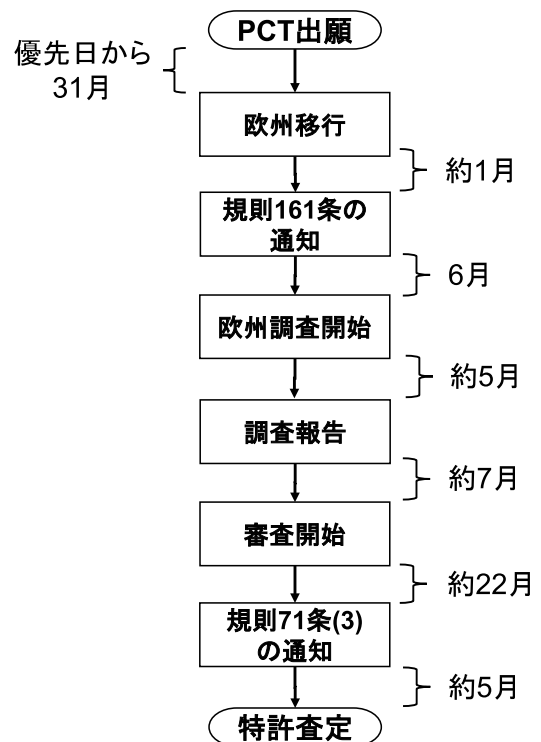 PCT出願
優先日から
31月
欧州移行
約1月
規則161条の
通知
6月
欧州調査開始
約5月
調査報告
約7月
審査開始
約22月
規則71条(3)
の通知
約5月
特許査定